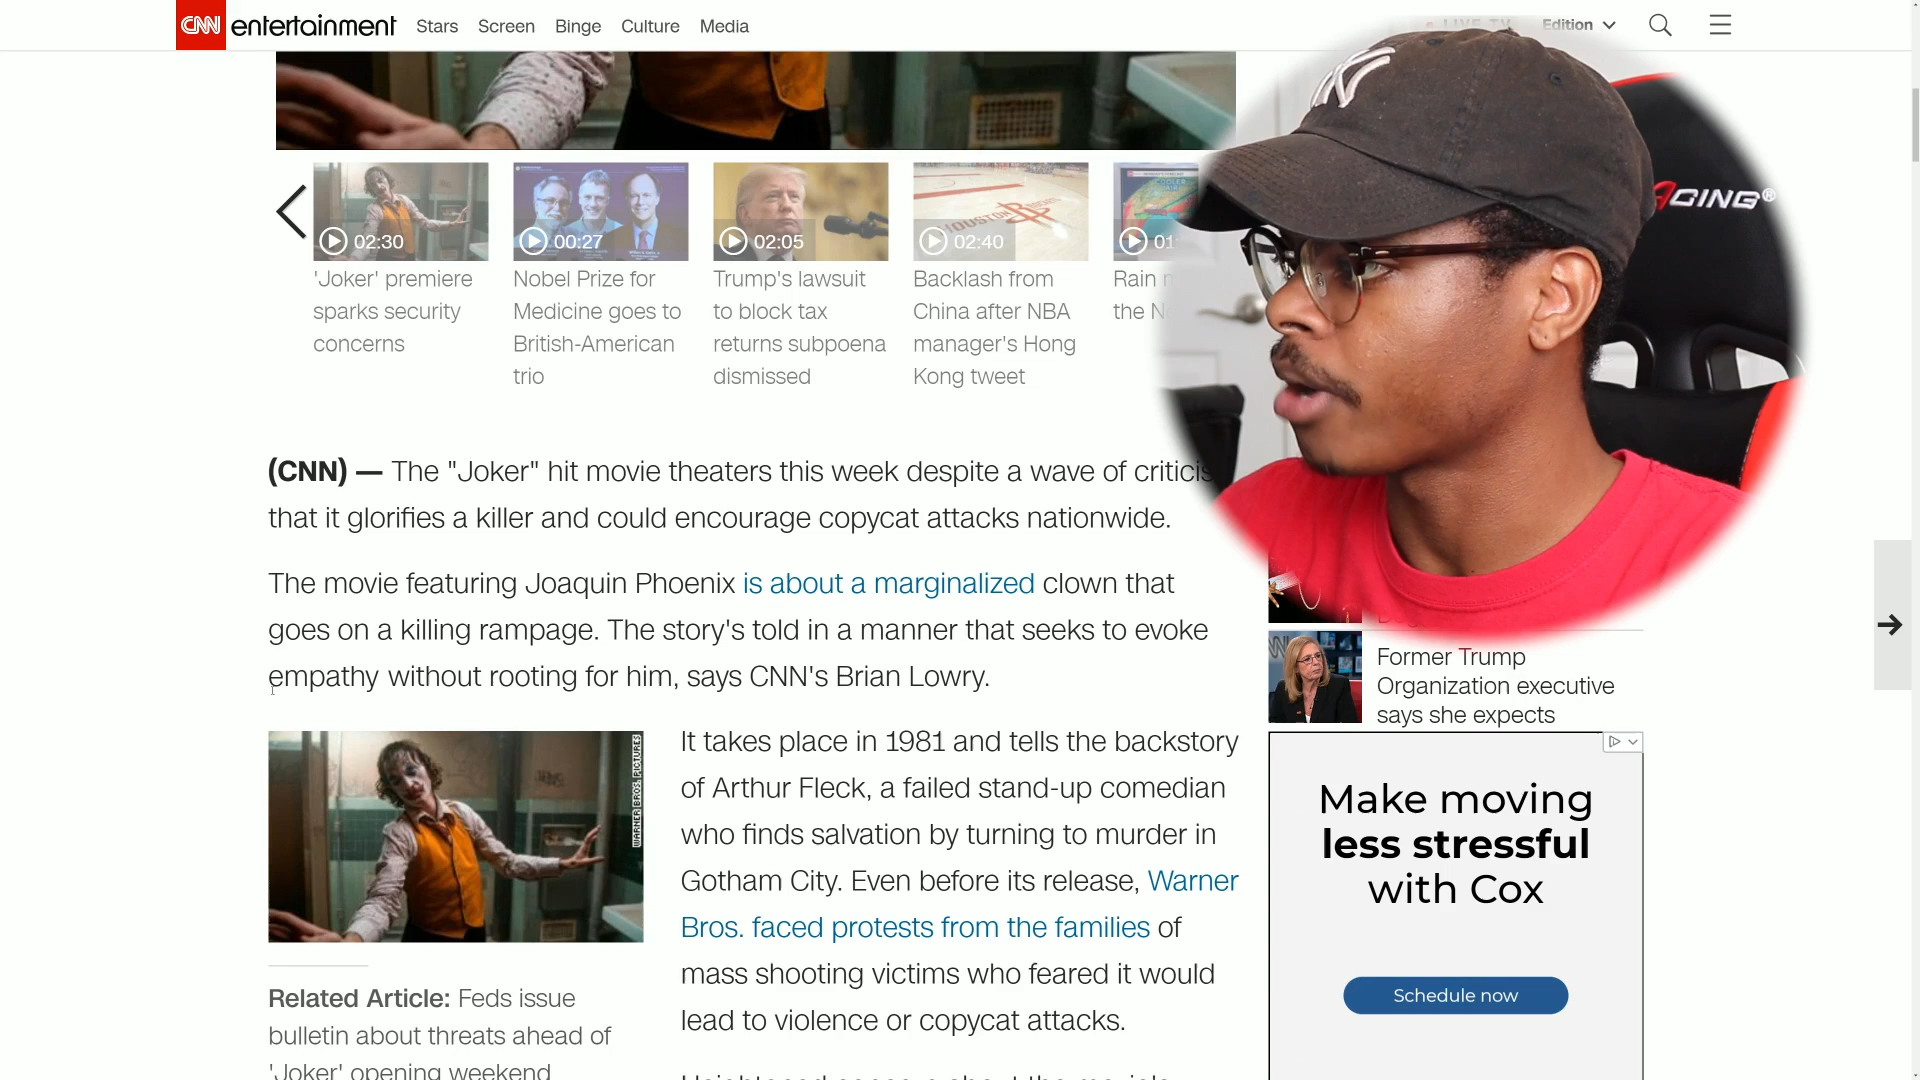 CNN entertainment Stars Screen Binge Culture Media LIVE TV Edition
02:30
00:27
02:05
02:40
'Joker' premiere
sparks security
concerns
Nobel Prize for
Medicine goes to
British-American
trio
Trump's lawsuit
to block tax
returns subpoena
dismissed
HOUSTON
Backlash from
China after NBA
manager's Hong
Kong tweet
Rain
the
(CNN) — The "Joker" hit movie theaters this week despite a wave of
that it glorifies a killer and could encourage copycat attacks nationwide.
The movie featuring Joaquin Phoenix is about a marginalized clown that
goes on a killing rampage. The story's told in a manner that seeks to evoke
empathy without rooting for him, says CNN's Brian Lowry.
WARNER BROS. PICTURES
It takes place in 1981 and tells the backstory
of Arthur Fleck, a failed stand-up comedian
who finds salvation by turning to murder in
Gotham City. Even before its release, Warner
Bros. faced protests from the families of
mass shooting victims who feared it would
lead to violence or copycat attacks.
Related Article: Feds issue
bulletin about threats ahead of
'Joker' opening weekend
Former Trump
Organization executive
says she expects
Make moving
less stressful
with Cox
Schedule now